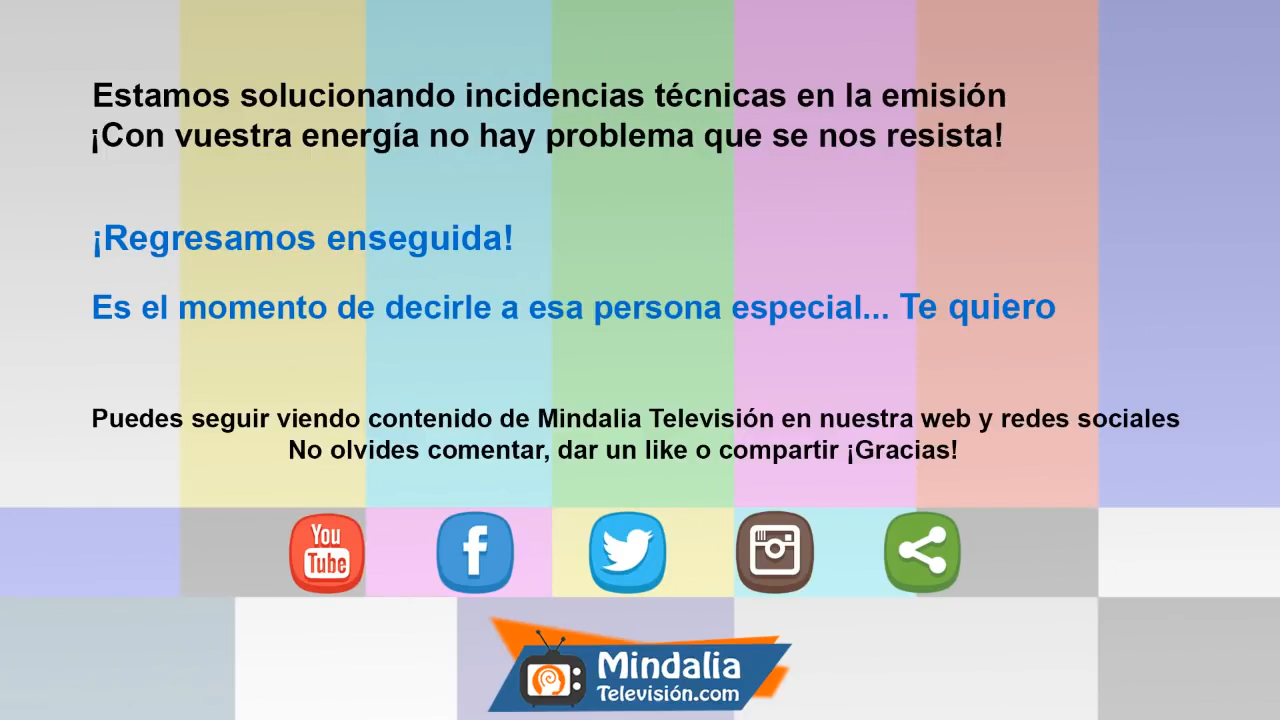 Estamos solucionando incidencias técnicas en la emisión
¡Con vuestra energía no hay problema que se nos resista!
¡Regresamos enseguida!
Es el momento de decirle a esa persona especial... Te quiero
Puedes seguir viendo contenido de Mindalia Televisión en nuestra web y redes sociales
No olvides comentar, dar un like o compartir ¡Gracias!
You
Tube
f
Mindalia
Televisión.com